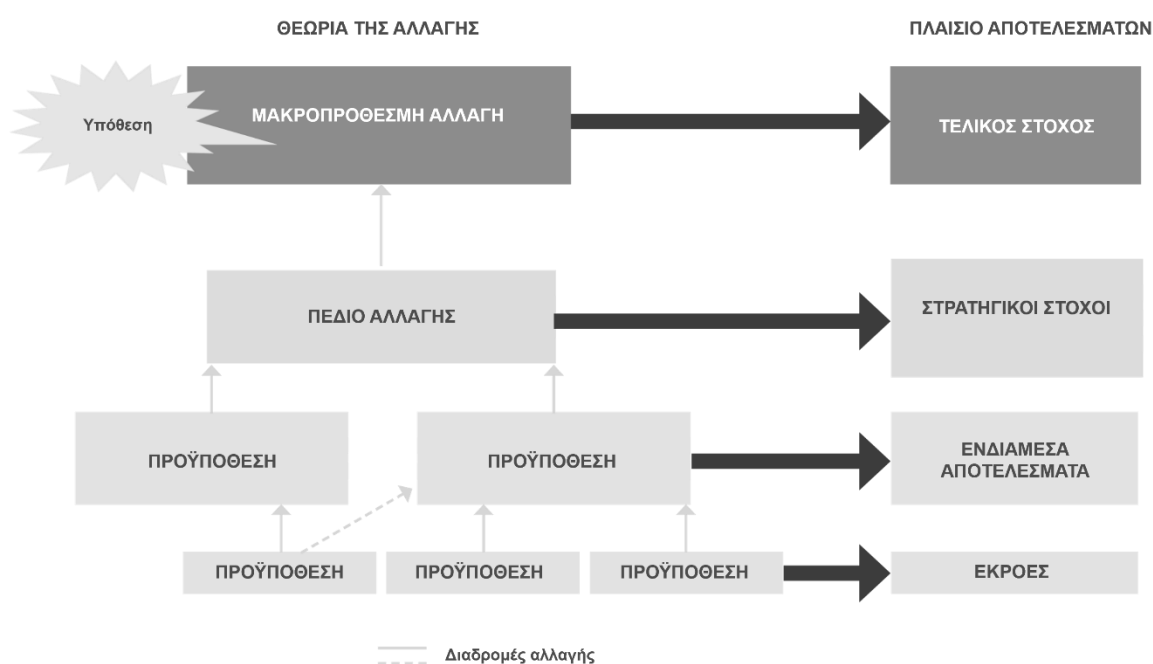 ΘΕΩΡΙΑ ΤΗΣ ΑΛΛΑΓΗΣ
ΠΛΑΙΣΙΟ ΑΠΟΤΕΛΕΣΜΑΤΩΝ
Υπόθεση
ΜΑΚΡΟΠΡΟΘΕΣΜΗ ΑΛΛΑΓΗ
ΤΕΛΙΚΟΣ ΣΤΟΧΟΣ
ΠΕΔΙΟ ΑΛΛΑΓΗΣ
ΣΤΡΑΤΗΓΙΚΟΙ ΣΤΟΧΟΙ
ΠΡΟΫΠΟΘΕΣΗ
ΠΡΟΫΠΟΘΕΣΗ
ΕΝΔΙΑΜΕΣΑ
ΑΠΟΤΕΛΕΣΜΑΤΑ
ΠΡΟΫΠΟΘΕΣΗ
ΠΡΟΫΠΟΘΕΣΗ
ΠΡΟΫΠΟΘΕΣΗ
ΕΚΡΟΕΣ
Διαδρομές αλλαγής